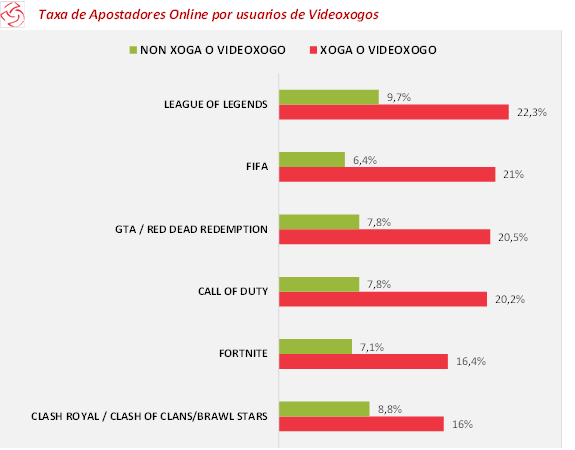 Taxa de Apostadores Online por usuarios de Videoxogos
NON XOGA O VIDEOXOGO XOGA O VIDEOXOGO
LEAGUE OF LEGENDS
9,7%
22,3%
FIFA
6,4%
21%
GTA / RED DEAD REDEMPTION
7,8%
20,5%
CALL OF DUTY
7,8%
20,2%
FORTNITE
7,1%
16,4%
CLASH ROYAL / CLASH OF CLANS/BRAWL STARS
8,8%
16%